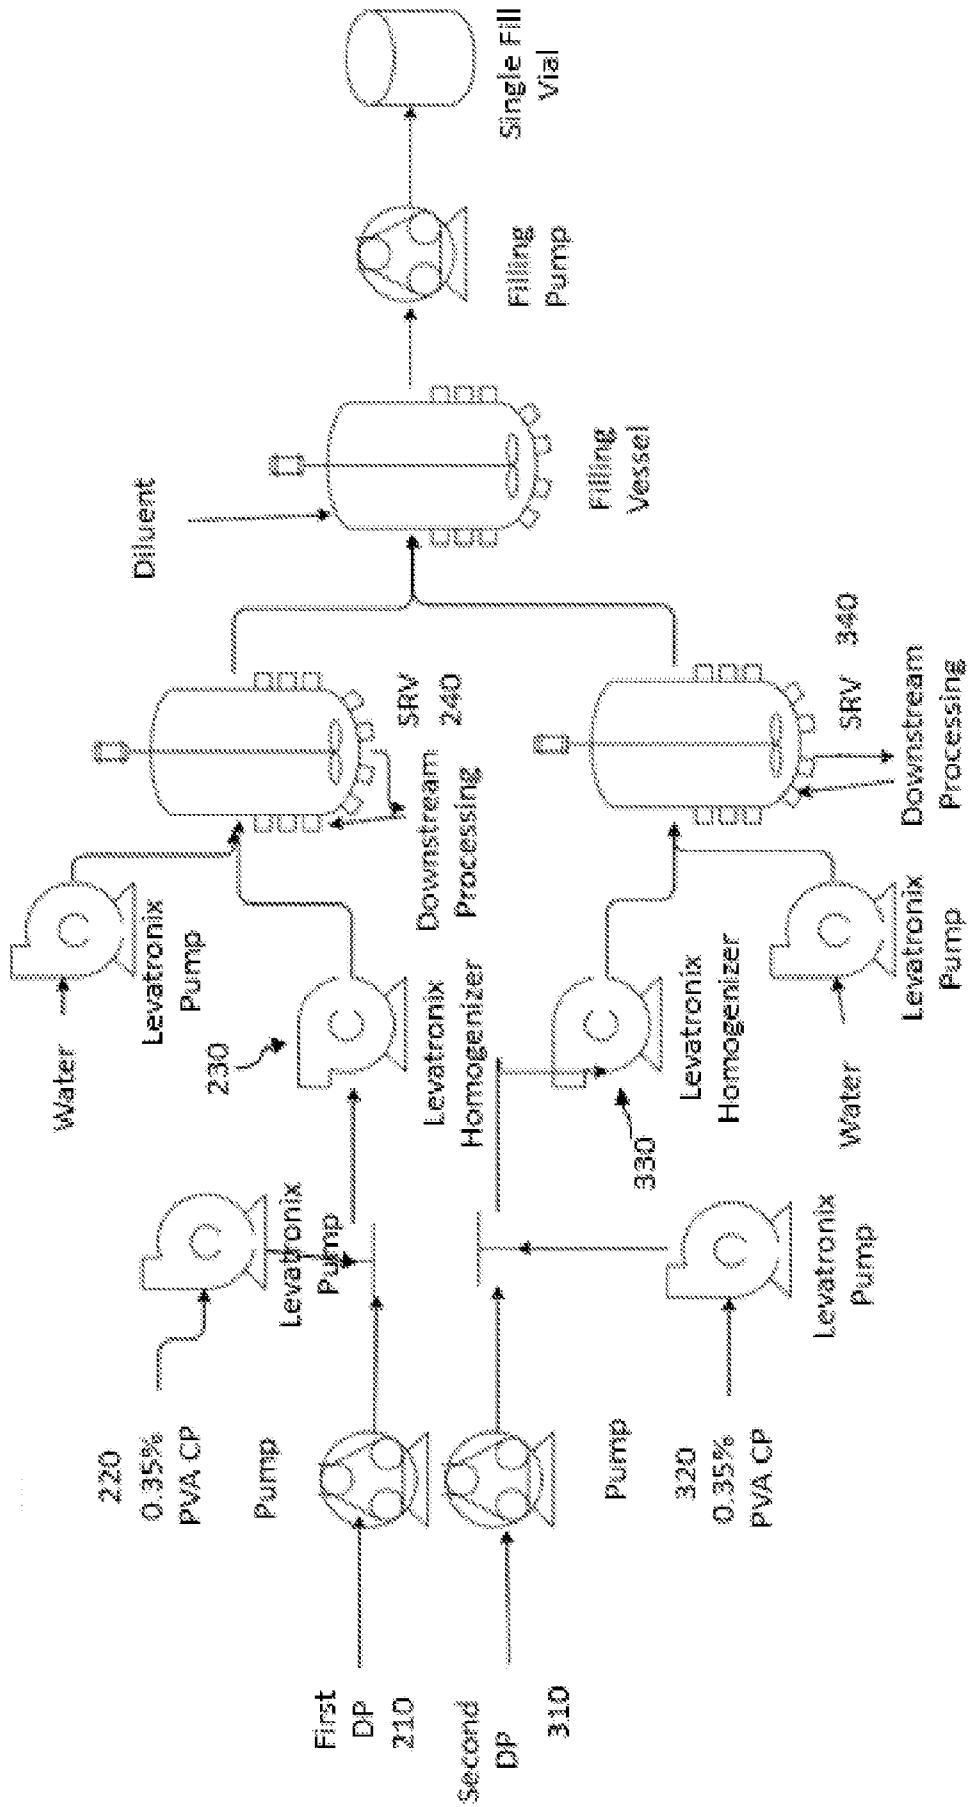 First
DP
210
Second
DP
310
220
0.35%
PVA CP
Pump
Pump
320
0.35%
PVA CP
Levatronix
Pump
Levatronix
Pump
Water
230
Levatronix
Homogenizer
330
Levatronix
Homogenizer
Water
Levatronix
Pump
Levatronix
Pump
Downstream
Processing
SRV
240
SRV 340
Downstream
Processing
Diluent
Filling
Vessel
Filling
Pump
Single Fill
Vial